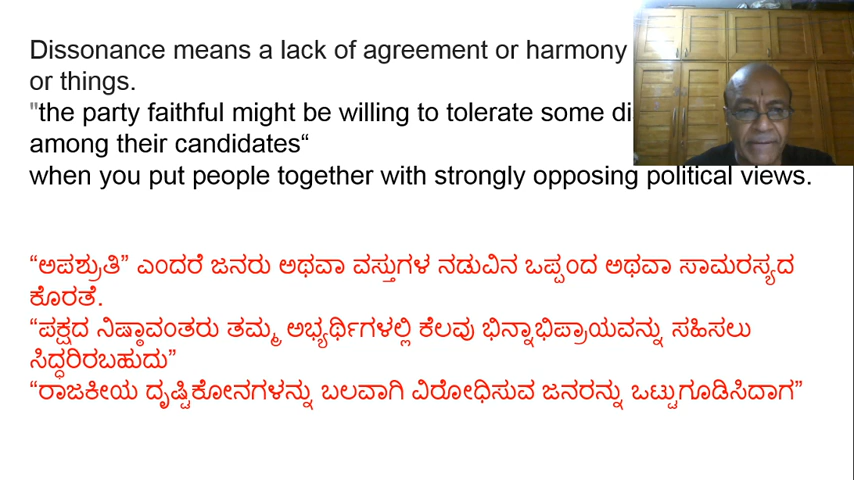 Dissonance means a lack of agreement or harmony
or things.
"the party faithful might be willing to tolerate some
among their candidates“
when you put people together with strongly opposing political views.
“ಅಪಶ್ರುತಿ” ಎಂದರೆ ಜನರು ಅಥವಾ ವಸ್ತುಗಳ ನಡುವಿನ ಒಪ್ಪಂದ ಅಥವಾ ಸಾಮರಸ್ಯದ
ಕೊರತೆ.
“ಪಕ್ಷದ ನಿಷ್ಠಾವಂತರು ತಮ್ಮ ಅಭ್ಯರ್ಥಿಗಳಲ್ಲಿ ಕೆಲವು ಭಿನ್ನಾಭಿಪ್ರಾಯವನ್ನು ಸಹಿಸಲು
ಸಿದ್ಧರಿರಬಹುದು”
“ರಾಜಕೀಯ ದೃಷ್ಟಿಕೋನಗಳನ್ನು ಬಲವಾಗಿ ವಿರೋಧಿಸುವ ಜನರನ್ನು ಒಟ್ಟುಗೂಡಿಸಿದಾಗ”